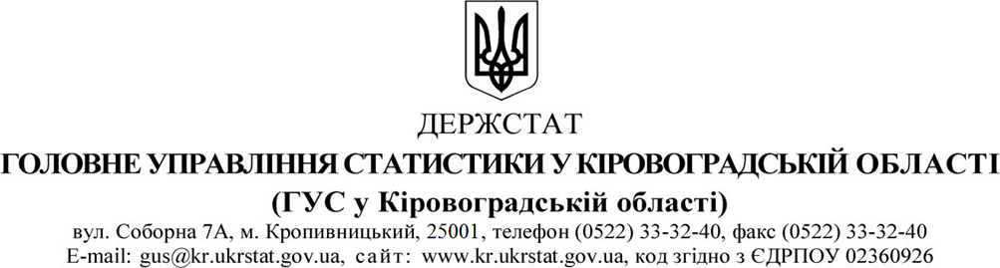 ДЕРЖСТАТ
ГОЛОВНЕ УПРАВЛІННЯ СТАТИСТИКИ У КІРОВОГРАДСЬКІЙ ОБЛАСТІ
(ГУС у Кіровоградській області)
вул. Соборна 7А, м. Кропивницький, 25001, телефон (0522) 33-32-40, факс (0522) 33-32-40
E-mail: gus@kr.ukrstat.gov.ua, сайт: www.kr.ukrstat.gov.ua, код згідно з ЄДРПОУ 02360926